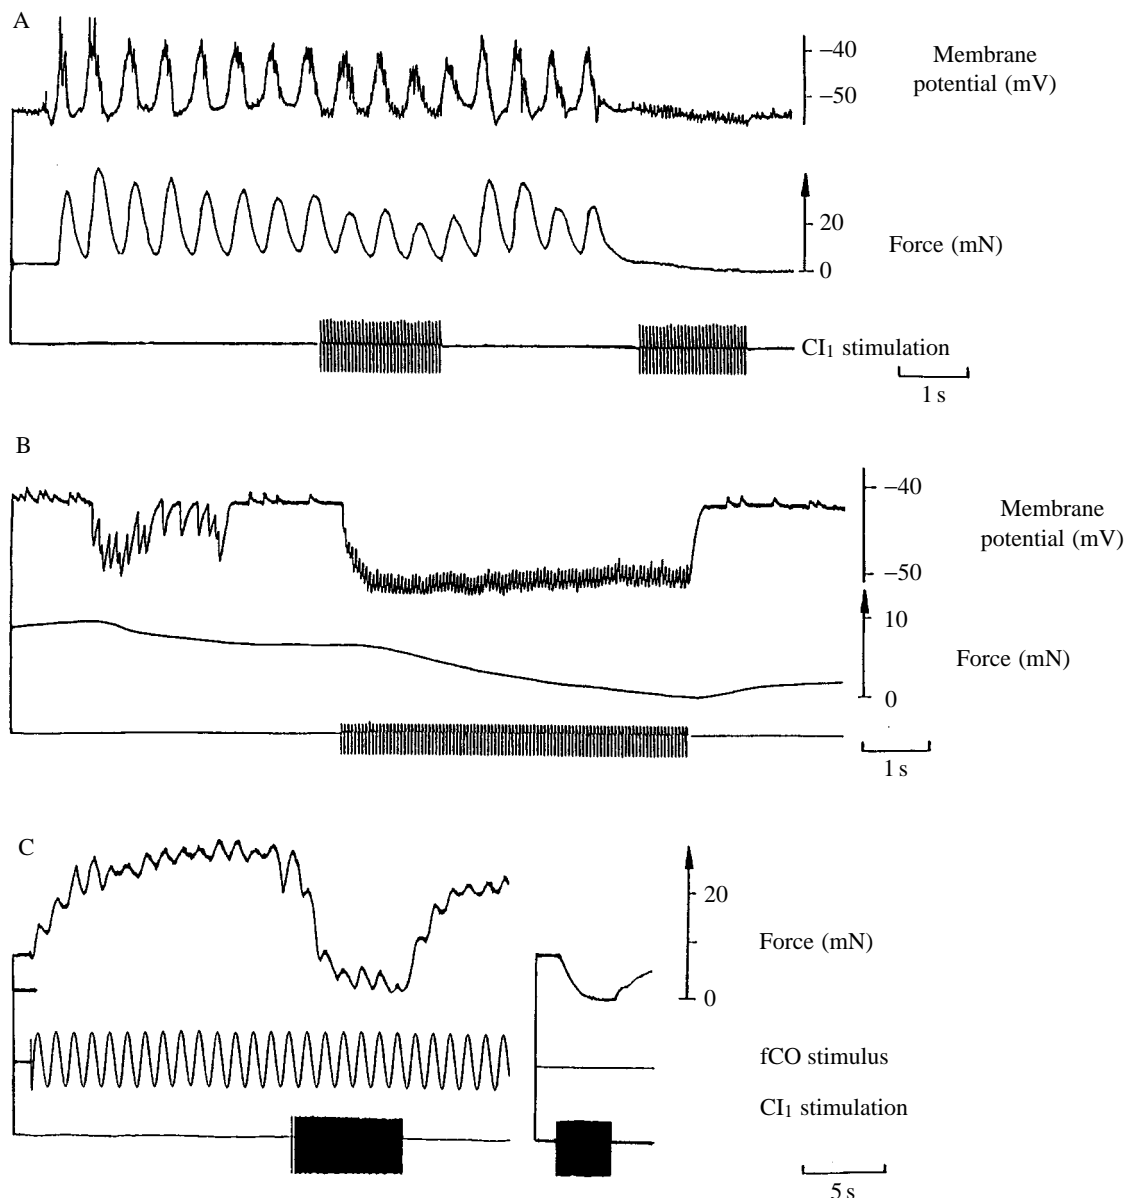 A
–40
Membrane
potential (mV)
–50
20
Force (mN)
0
CI1 stimulation
1 s
B
–40
Membrane
potential (mV)
–50
10
Force (mN)
0
1 s
C
20
Force (mN)
0
fCO stimulus
CI1 stimulation
5 s